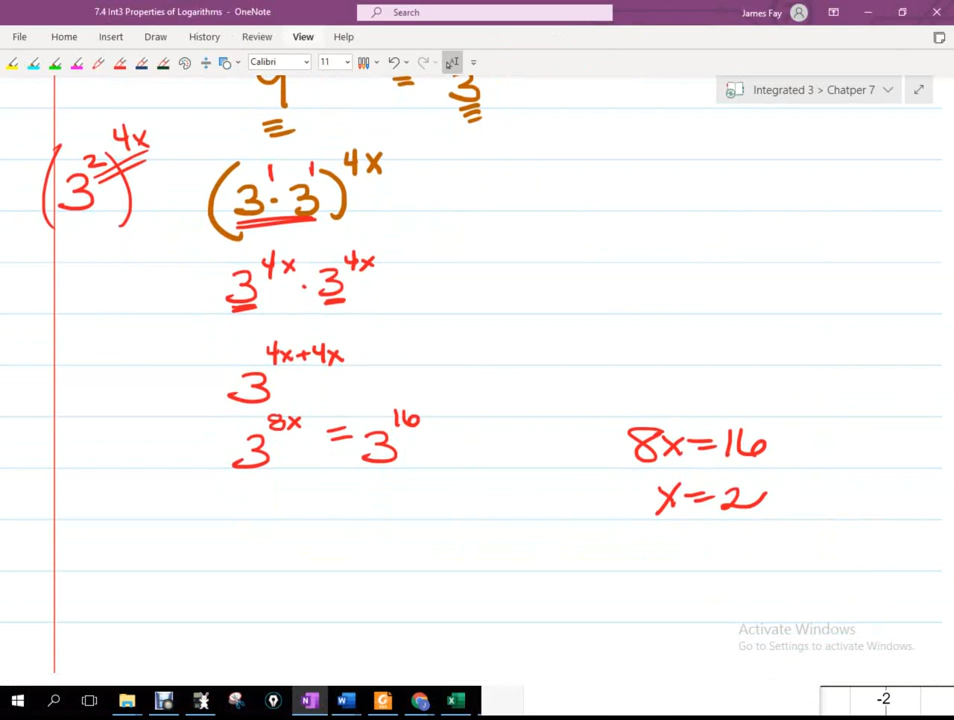 7.4 Int3 Properties of Logarithms - OneNote
Search
James Fay
File Home Insert Draw History Review View Help
Calibri 11
Integrated 3 > Chatper 7
=
3
(3^2)^4x
(3^1 · 3^1)^4x
3^4x · 3^4x
3^4x+4x
3^8x = 3^16
8x=16
x=2
Activate Windows
Go to Settings to activate Windows.
-2